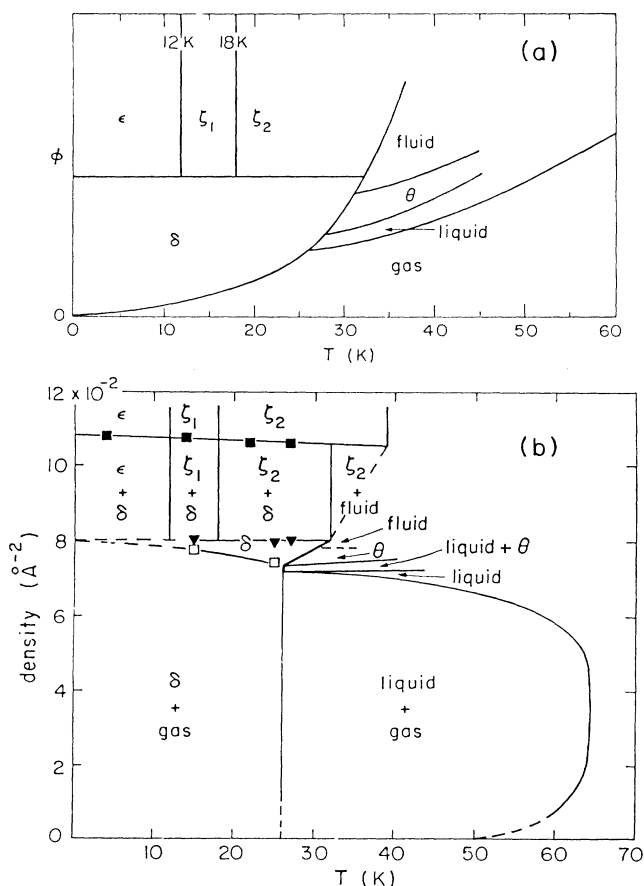 (a)
12K 18K
ϵ ζ1 ζ2
ϕ
fluid
θ
δ
liquid
gas
0
0 10 20 30 40 50 60
T (K)
12 x 10-2
ϵ ζ1 ζ2
(b)
10
ϵ ζ1 ζ2 ζ2
+ + + +
δ δ δ fluid
fluid
8
δ
θ liquid + θ
liquid
6
density (Å-2)
4
δ liquid
+ +
gas gas
2
0
10 20 30 40 50 60 70
T (K)